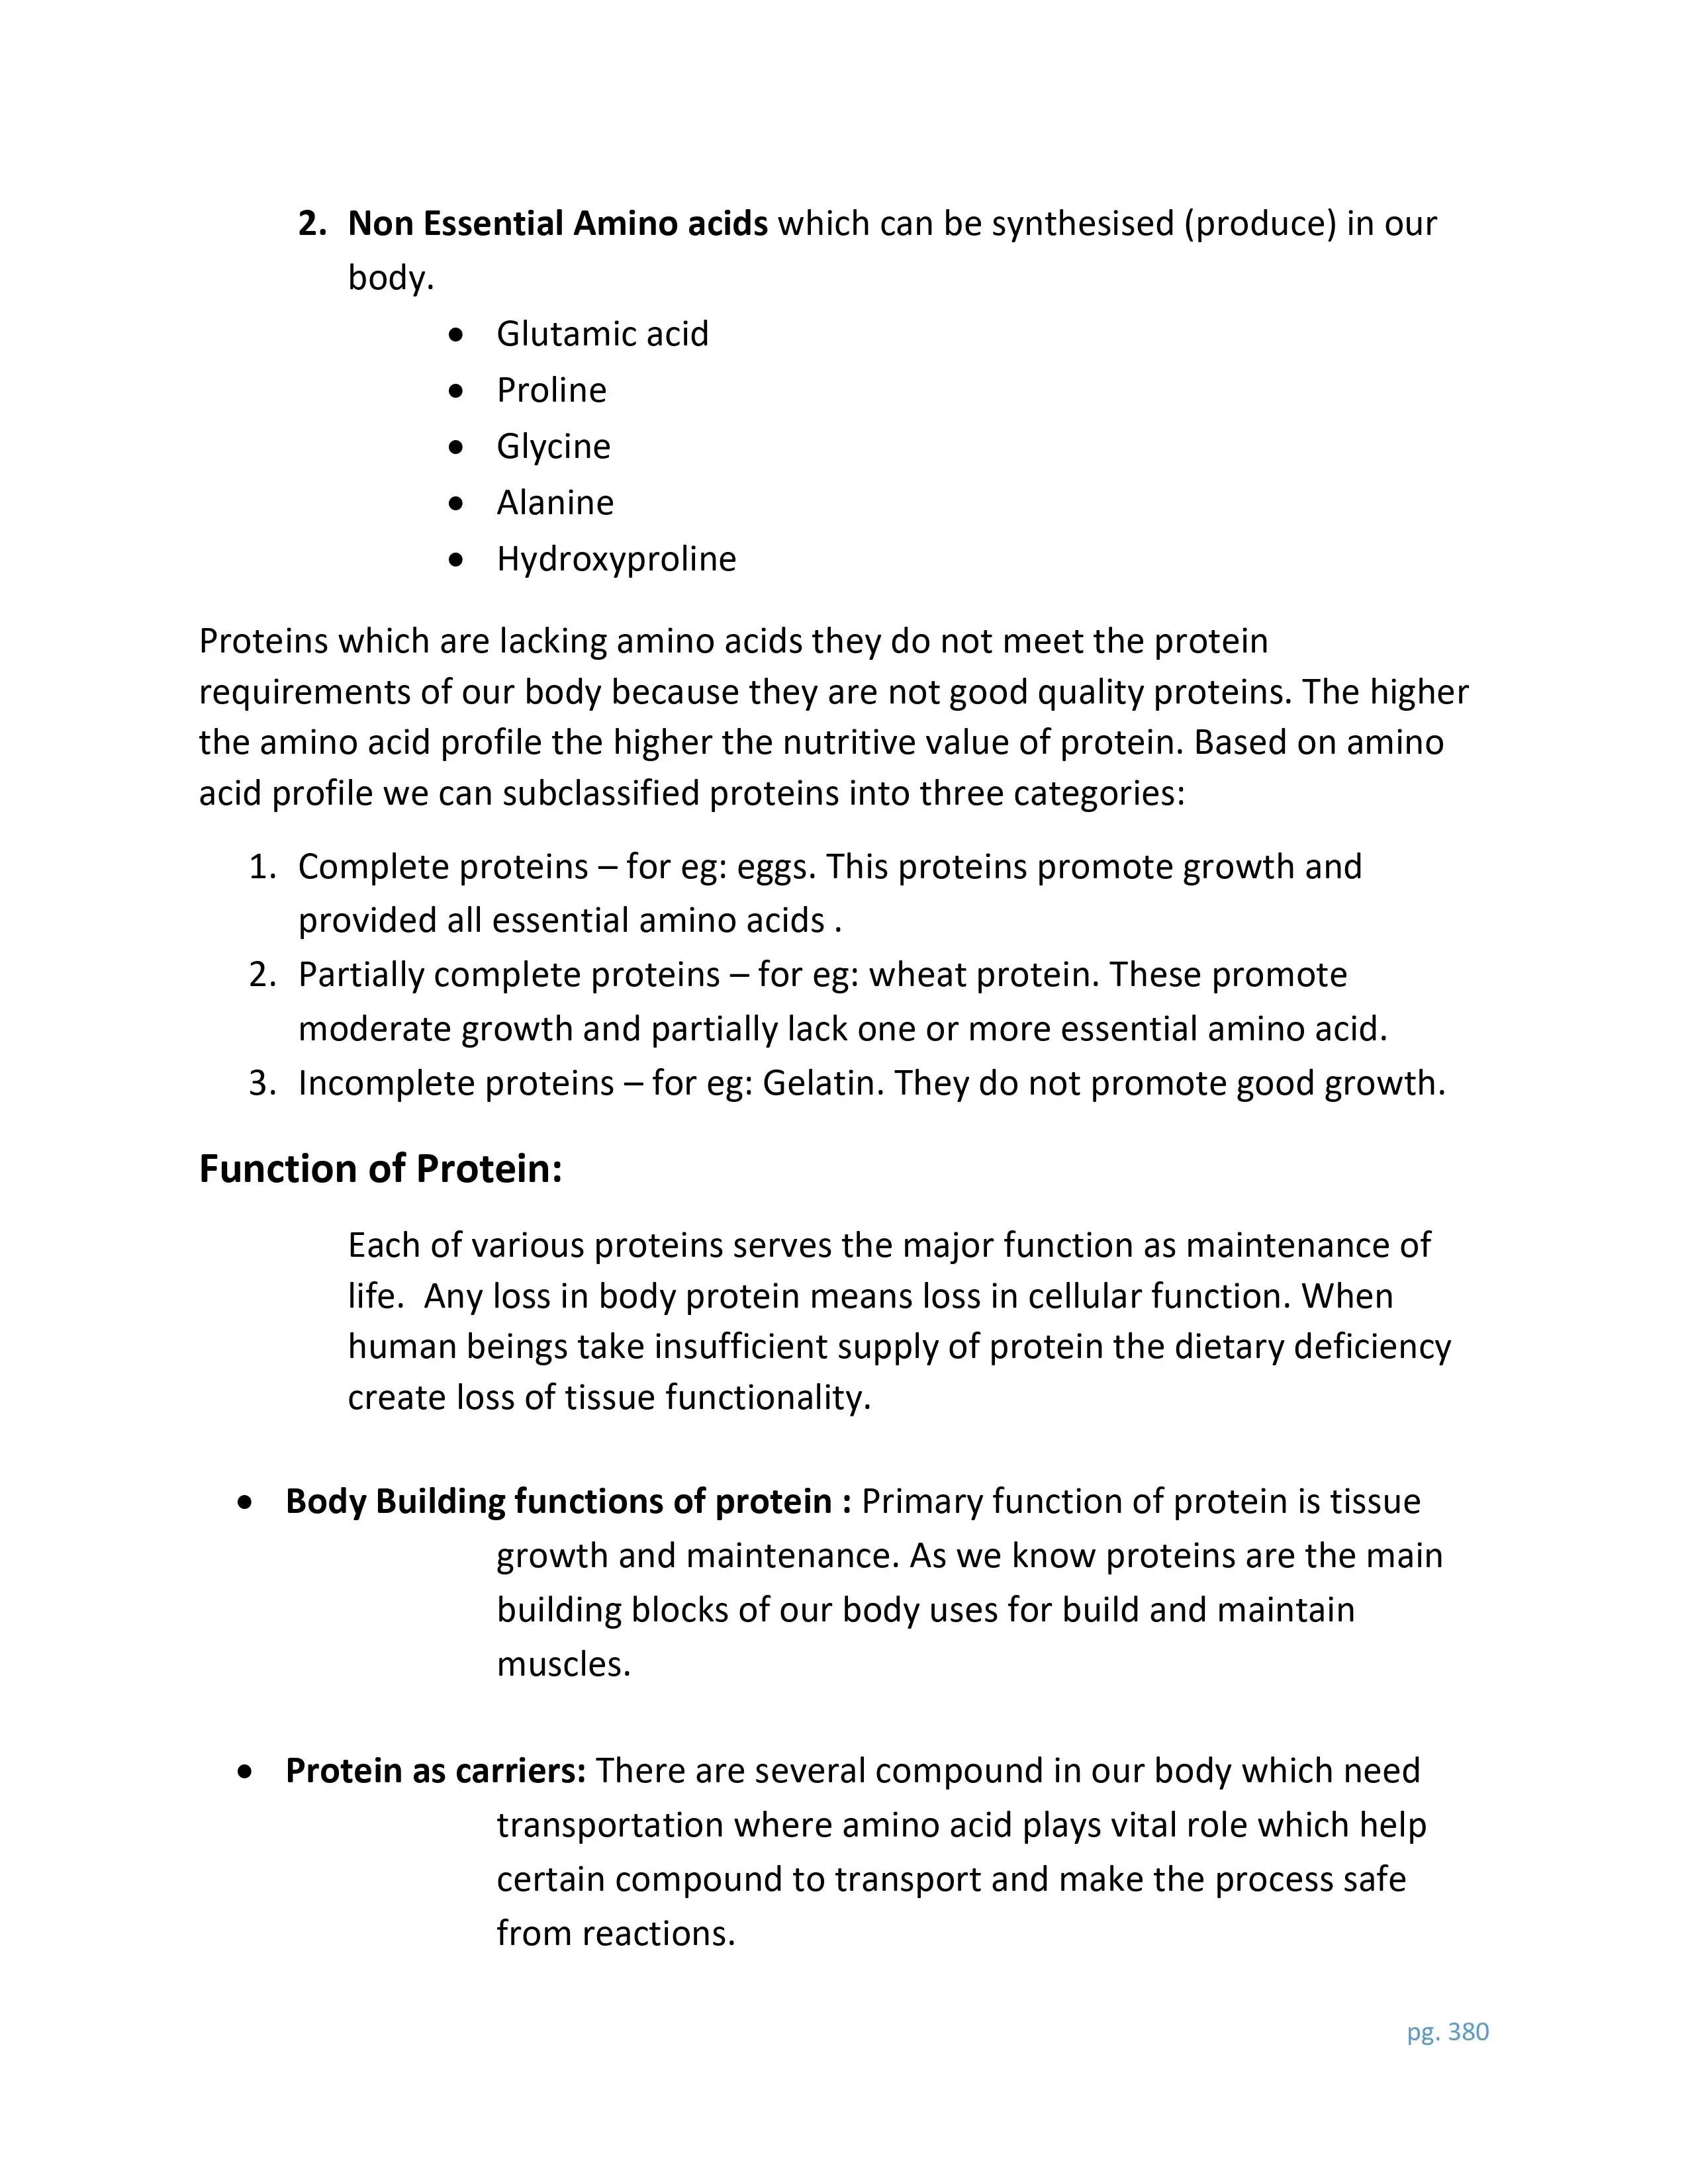 2. Non Essential Amino acids which can be synthesised (produce) in our
body.
• Glutamic acid
• Proline
• Glycine
• Alanine
• Hydroxyproline
Proteins which are lacking amino acids they do not meet the protein
requirements of our body because they are not good quality proteins. The higher
the amino acid profile the higher the nutritive value of protein. Based on amino
acid profile we can subclassified proteins into three categories:
1. Complete proteins – for eg: eggs. This proteins promote growth and
provided all essential amino acids .
2. Partially complete proteins – for eg: wheat protein. These promote
moderate growth and partially lack one or more essential amino acid.
3. Incomplete proteins – for eg: Gelatin. They do not promote good growth.
Function of Protein:
Each of various proteins serves the major function as maintenance of
life.  Any loss in body protein means loss in cellular function. When
human beings take insufficient supply of protein the dietary deficiency
create loss of tissue functionality.
• Body Building functions of protein : Primary function of protein is tissue
growth and maintenance. As we know proteins are the main
building blocks of our body uses for build and maintain
muscles.
• Protein as carriers: There are several compound in our body which need
transportation where amino acid plays vital role which help
certain compound to transport and make the process safe
from reactions.
pg. 380